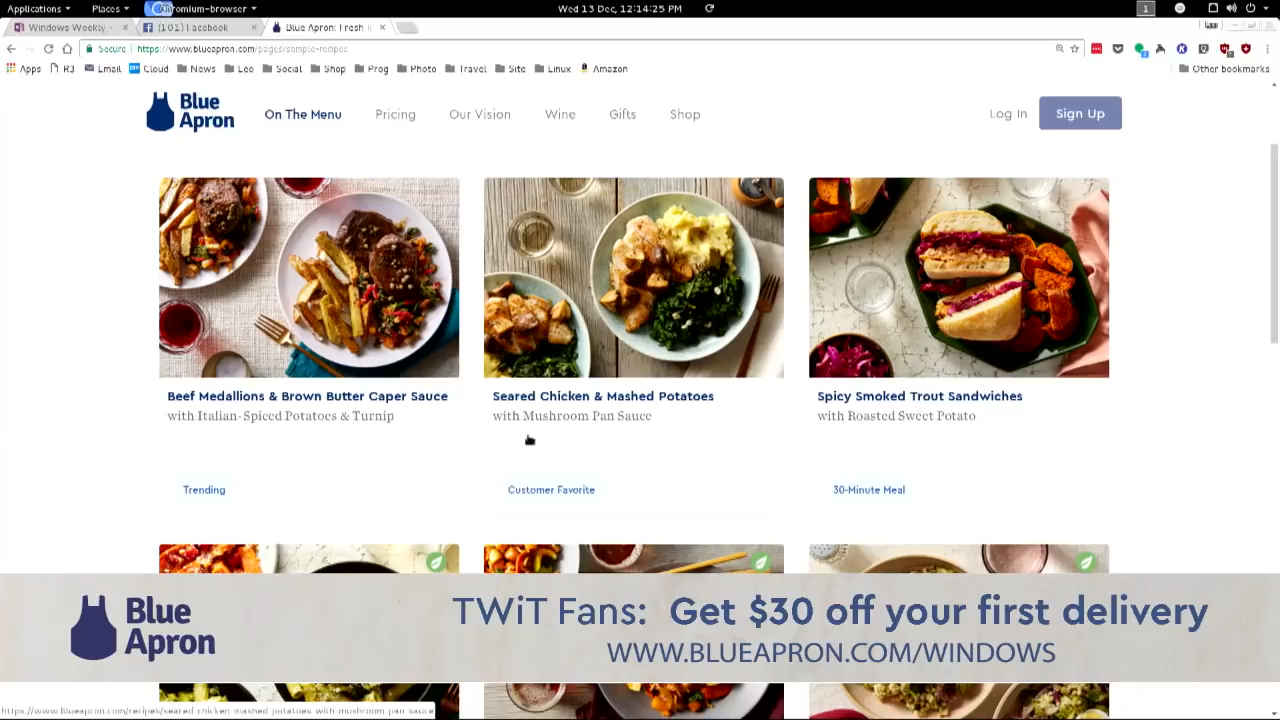 Applications Places Chromium-browser Wed 13 Dec, 12:14:25 PM 1
Windows Weekly (101) Facebook Blue Apron: Fresh
Secure https://www.blueapron.com/pages/sample-recipes
Apps R3 Email Cloud News Leo Social Shop Prog Photo Travel Site Linux Amazon Other bookmarks
Blue Apron On The Menu Pricing Our Vision Wine Gifts Shop Log In Sign Up
Beef Medallions & Brown Butter Caper Sauce
with Italian-Spiced Potatoes & Turnip
Trending
Seared Chicken & Mashed Potatoes
with Mushroom Pan Sauce
Customer Favorite
Spicy Smoked Trout Sandwiches
with Roasted Sweet Potato
30-Minute Meal
Blue Apron
TWiT Fans: Get $30 off your first delivery
WWW.BLUEAPRON.COM/WINDOWS
https://www.blueapron.com/recipes/seared-chicken-mashed-potatoes-with-mushroom-pan-sauce